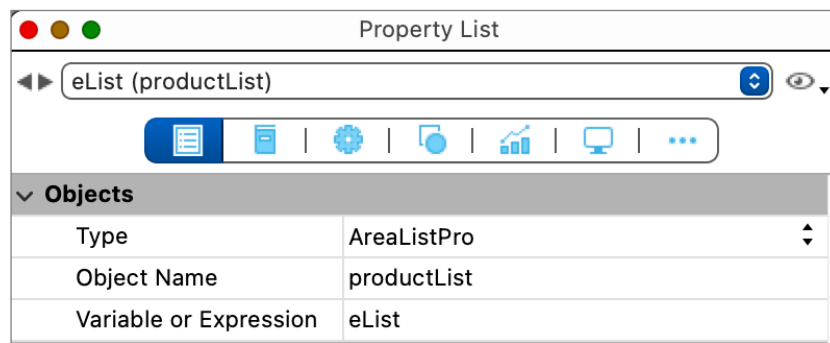 Property List
eList (productList)
Objects
Type AreaListPro
Object Name productList
Variable or Expression eList